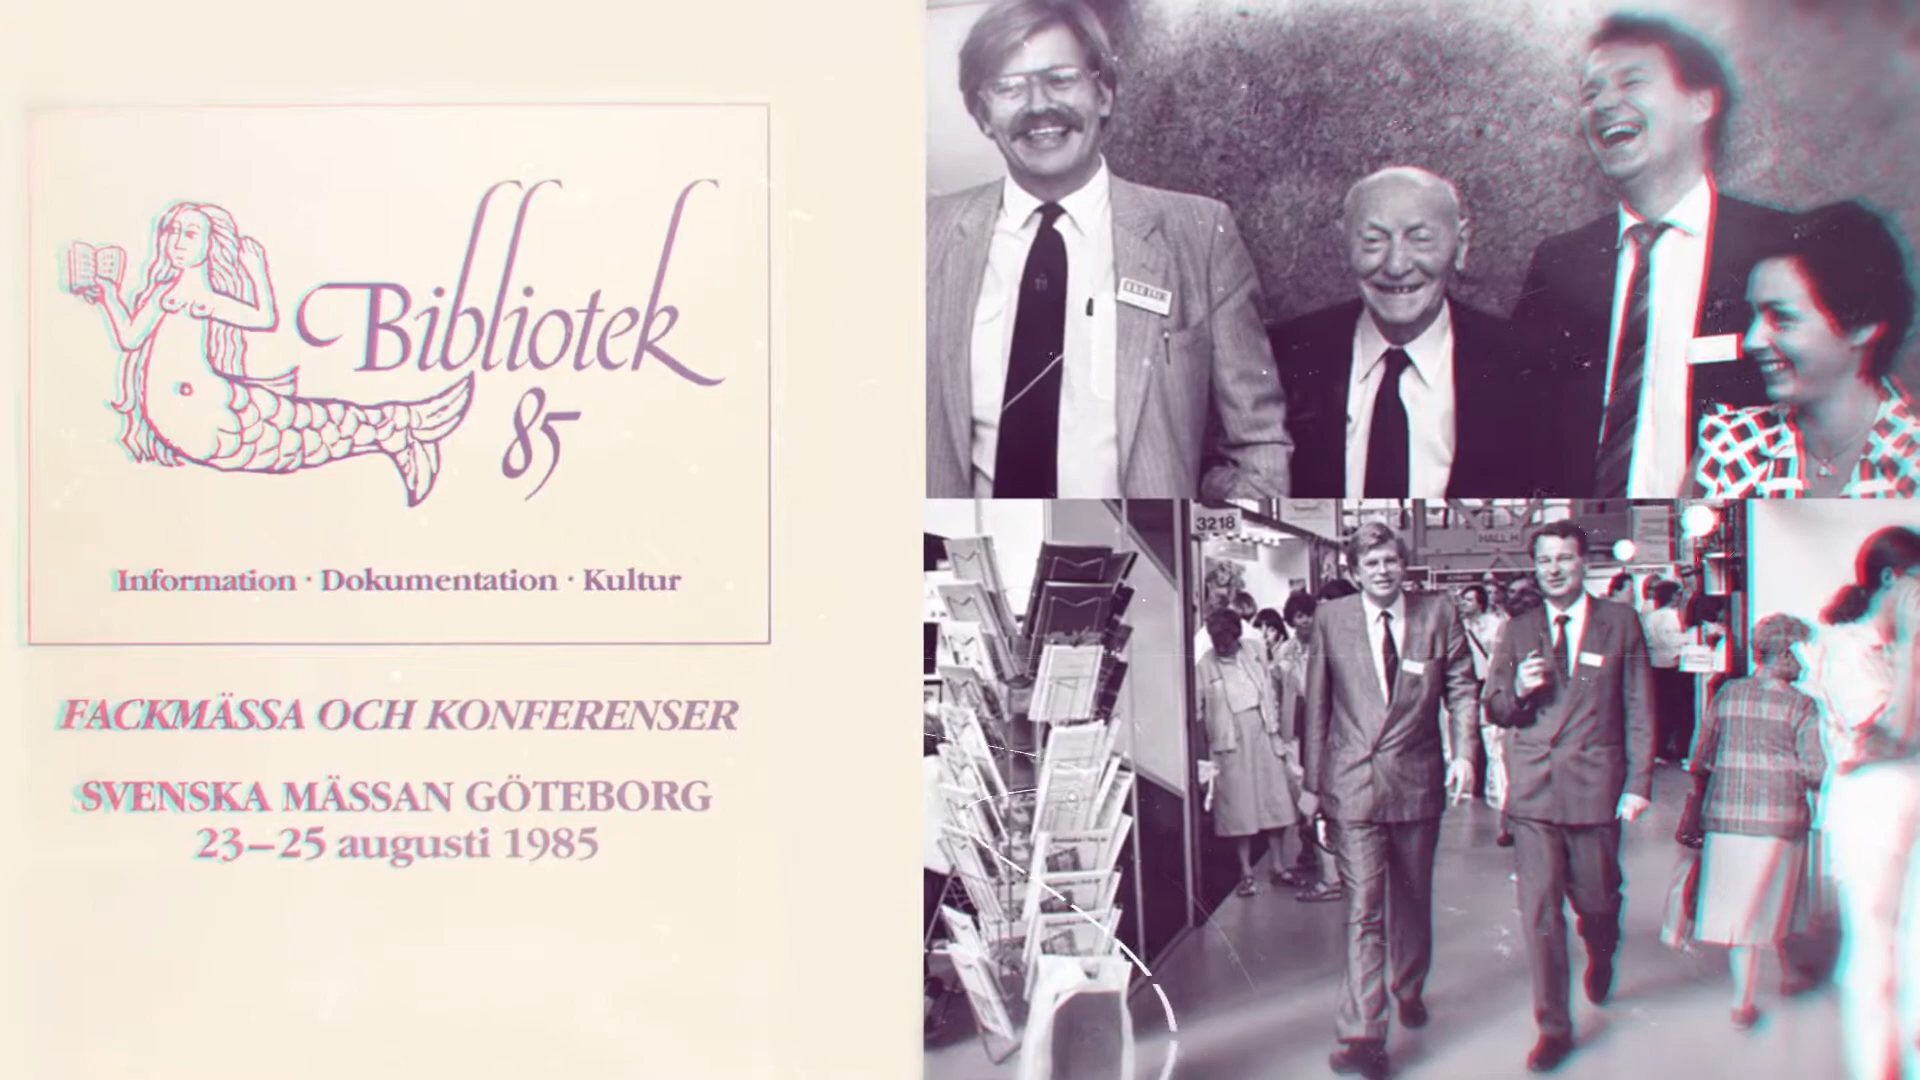 Bibliotek
85
Information · Dokumentation · Kultur
FACKMÄSSA OCH KONFERENSER
SVENSKA MÄSSAN GÖTEBORG
23–25 augusti 1985
3218
HALL H